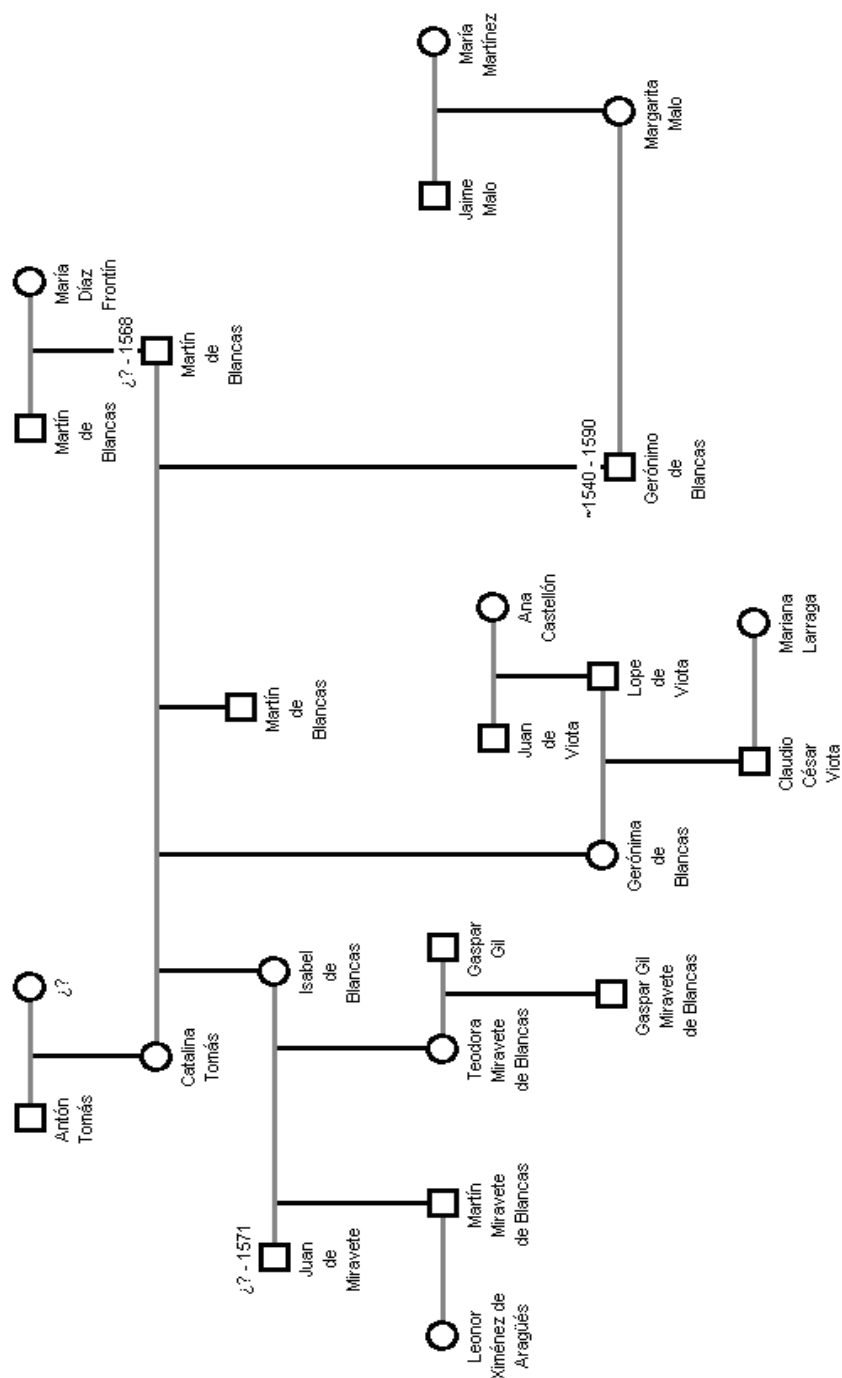 Antón
Tomás
¿?
Martín
de
Blancas
María
Díaz
Frontín
Catalina
Tomás
¿? - 1568
Martín
de
Blancas
¿? - 1571
Juan
de
Miravete
Isabel
de
Blancas
Martín
de
Blancas
Jaime
Malo
María
Martínez
Leonor
Ximénez de
Aragüés
Martín
Miravete
de Blancas
Teodora
Miravete
de Blancas
Gaspar
Gil
Juan
de
Viota
Ana
Castellón
Gaspar Gil
Miravete
de Blancas
Gerónima
de
Blancas
Lope
de
Viota
~1540 - 1590
Gerónimo
de
Blancas
Margarita
Malo
Claudio
César
Viota
Mariana
Larraga